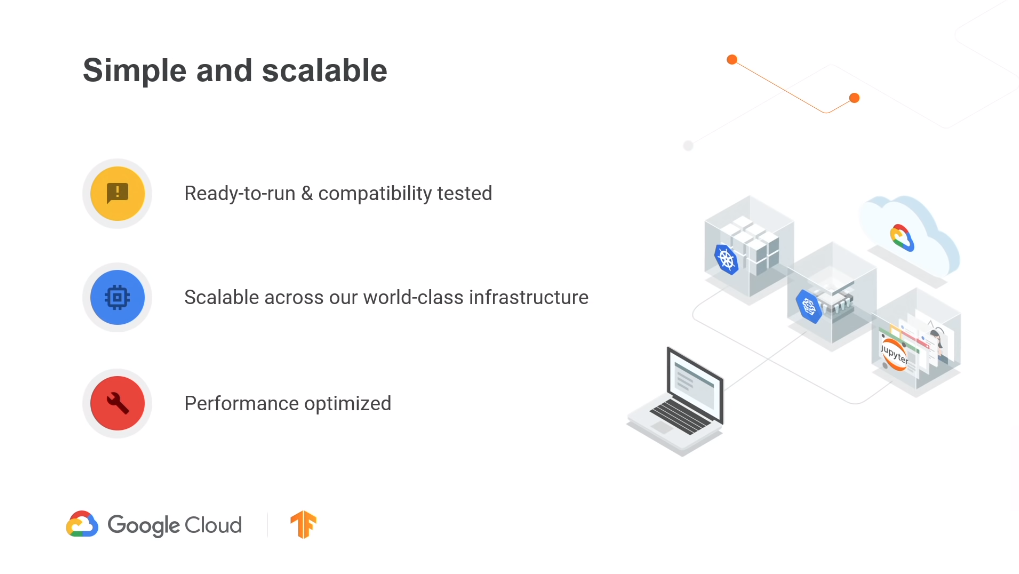 Simple and scalable
Ready-to-run & compatibility tested
Scalable across our world-class infrastructure
Performance optimized
jupyter
Google Cloud